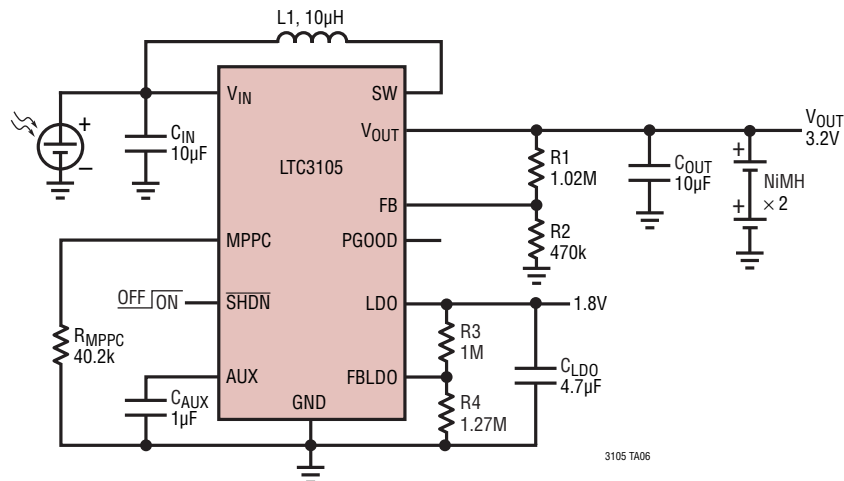 L1, 10µH
VIN
SW
VOUT
VOUT
3.2V
CIN
10µF
LTC3105
R1
1.02M
COUT
10µF
NiMH
× 2
FB
MPPC
PGOOD
R2
470k
OFF ON
SHDN
LDO
1.8V
RMPPC
40.2k
R3
1M
CLDO
4.7µF
AUX
FBLDO
CAUX
1µF
GND
R4
1.27M
3105 TA06